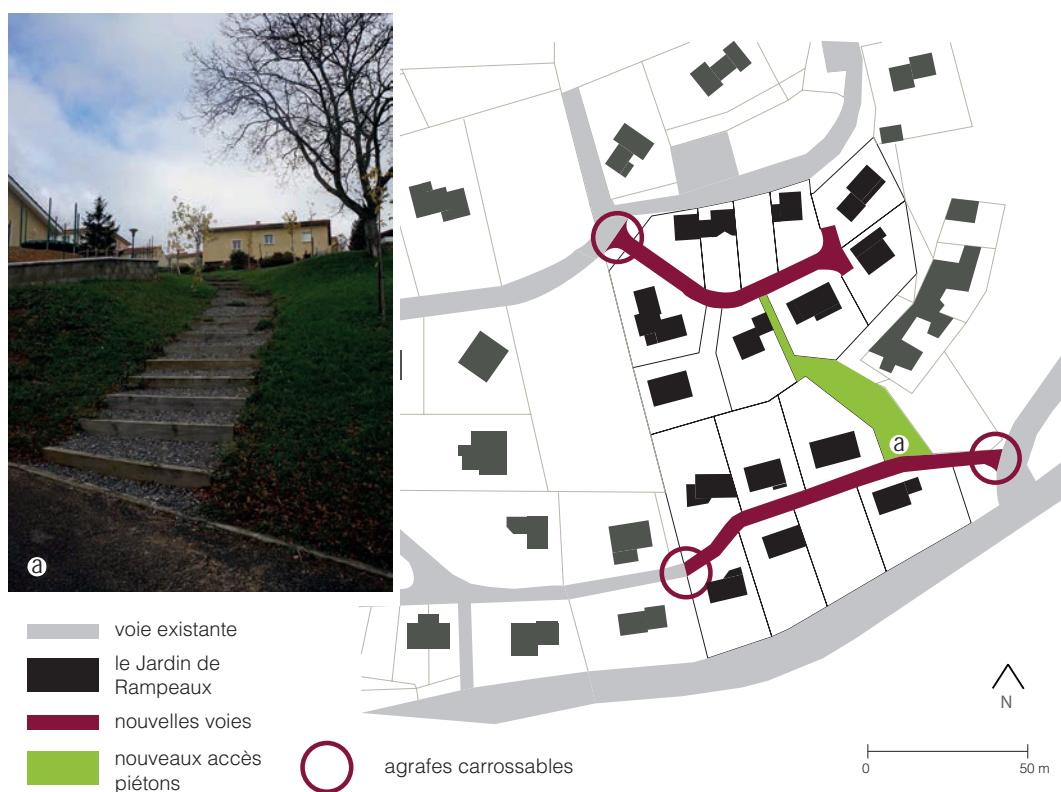 a
a
voie existante
le Jardin de
Rampeaux
nouvelles voies
nouveaux accès
piétons
agrafes carrossables
N
0
50 m